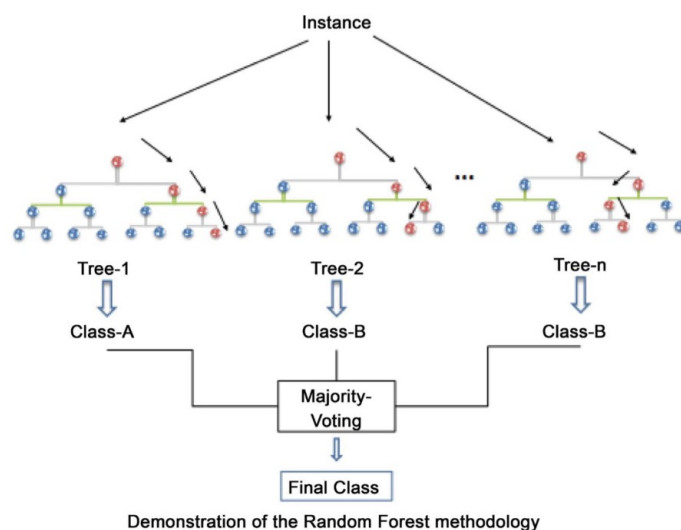 Instance
...
Tree-1 Tree-2 Tree-n
Class-A Class-B Class-B
Majority-
Voting
Final Class
Demonstration of the Random Forest methodology